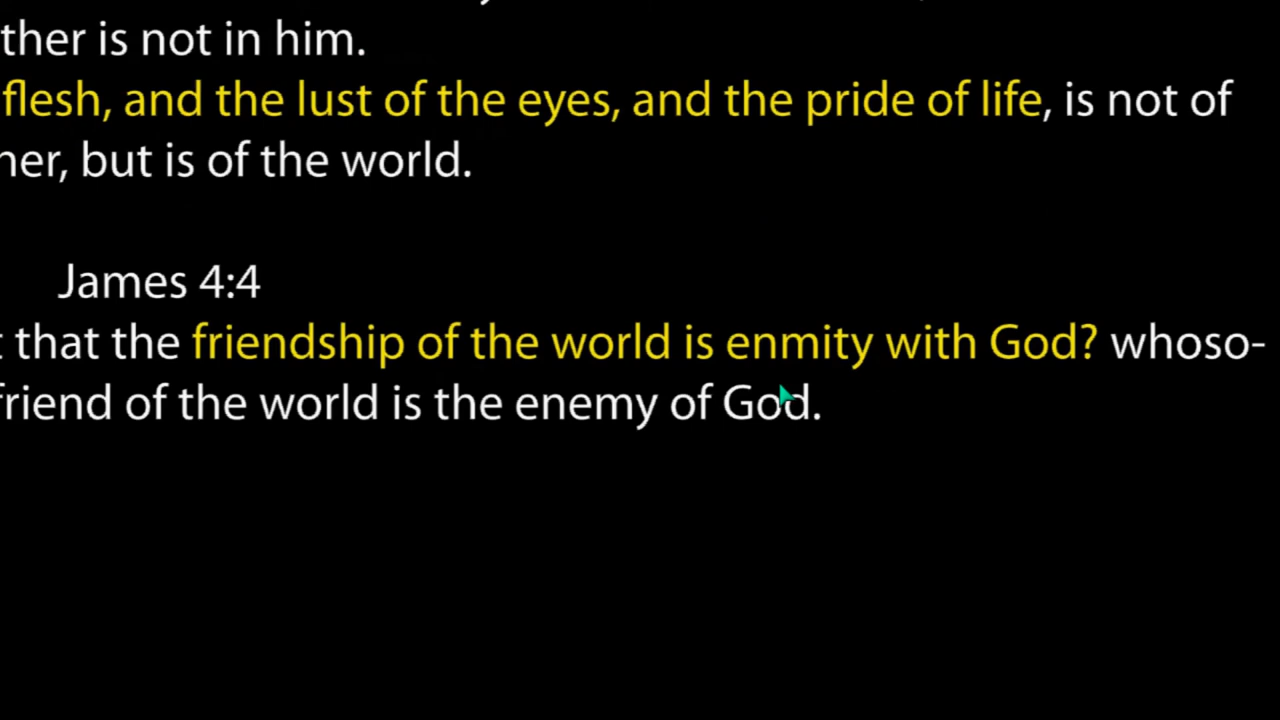 ther is not in him.
flesh, and the lust of the eyes, and the pride of life, is not of
her, but is of the world.
James 4:4
that the friendship of the world is enmity with God? whoso-
friend of the world is the enemy of God.